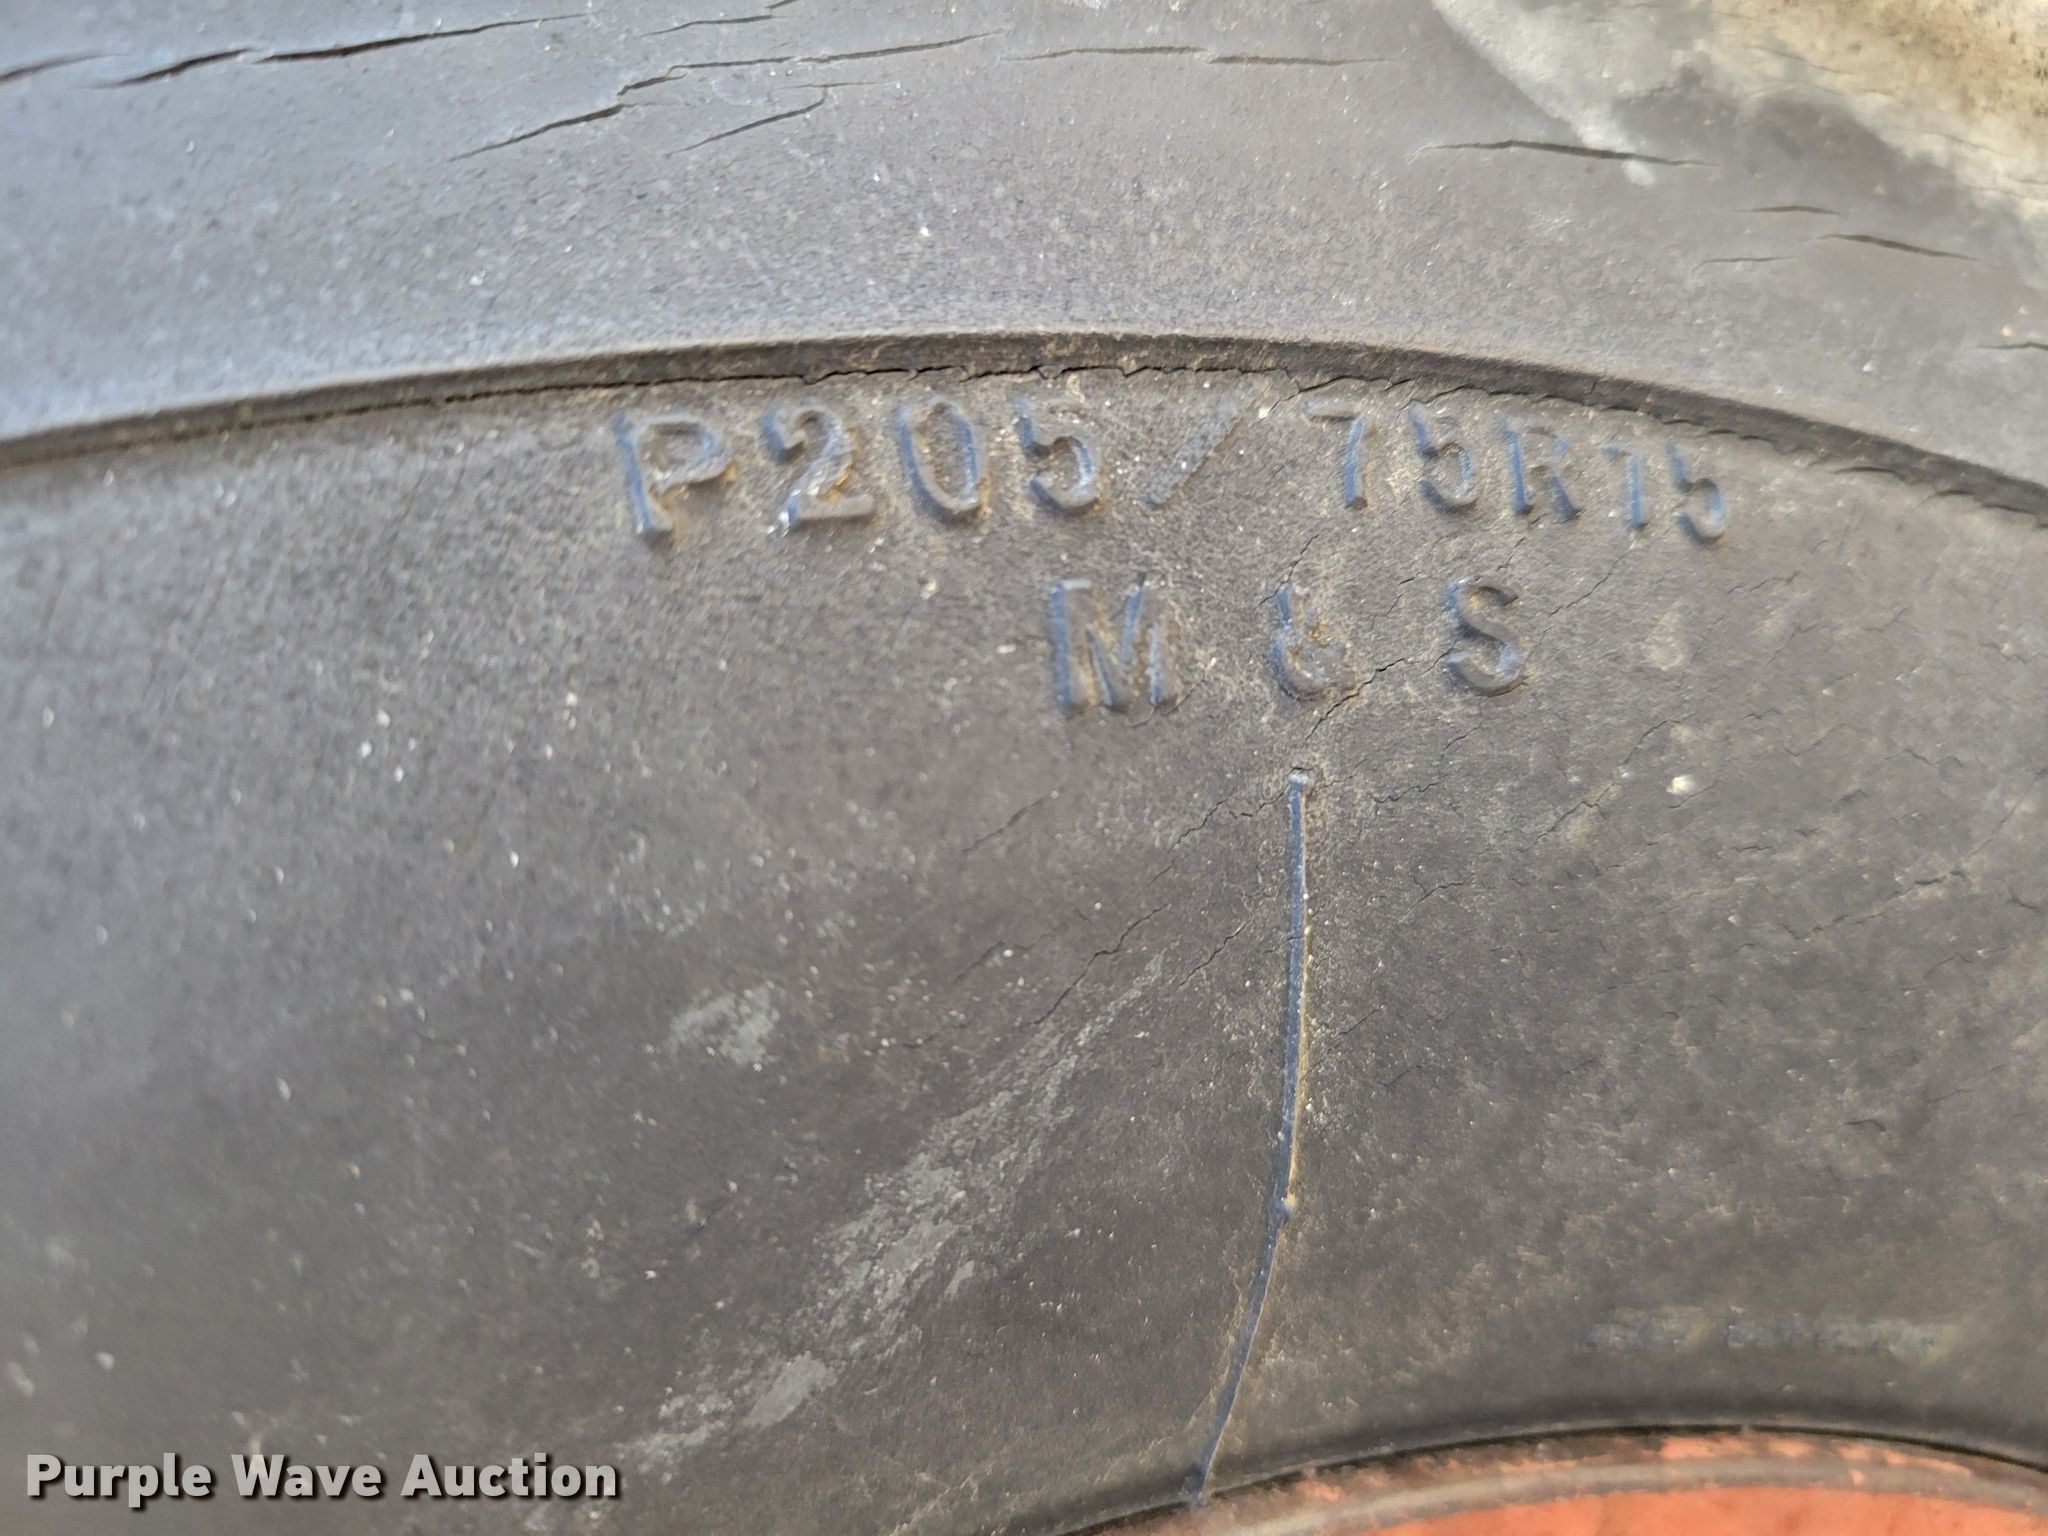 P205/75R15
M & S
Purple Wave Auction